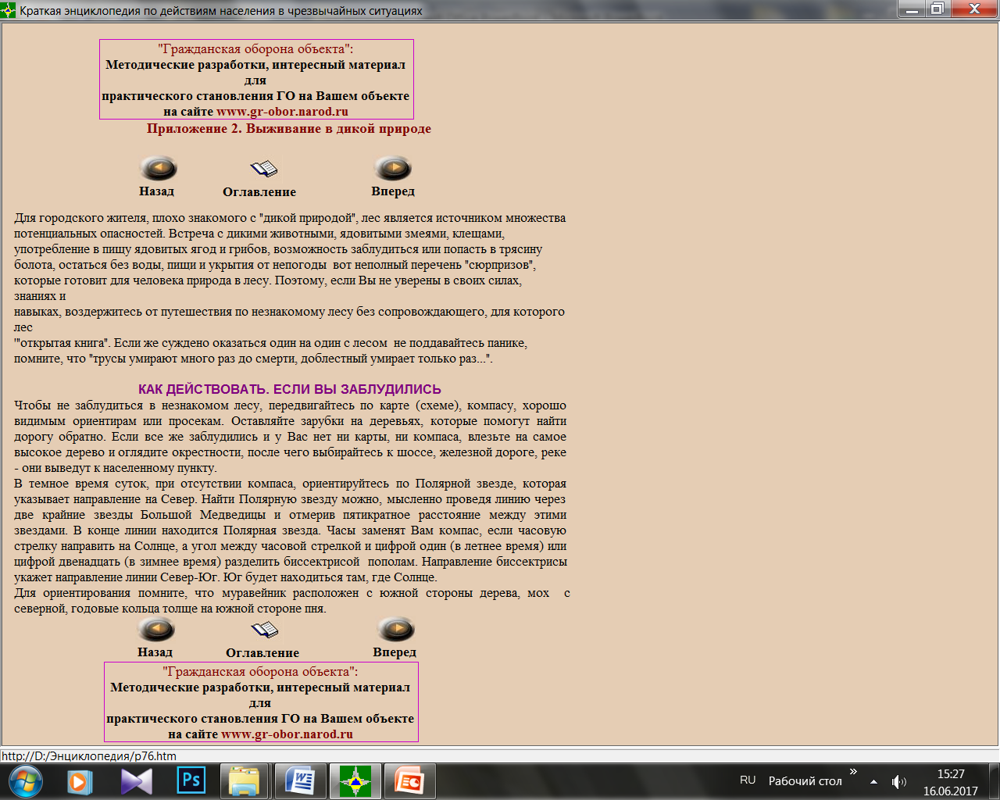 Краткая энциклопедия по действиям населения в чрезвычайных ситуациях
"Гражданская оборона объекта":
Методические разработки, интересный материал
для
практического становления ГО на Вашем объекте
на сайте www.gr-obor.narod.ru
Приложение 2. Выживание в дикой природе
Назад Оглавление Вперед
Для городского жителя, плохо знакомого с "дикой природой", лес является источником множества
потенциальных опасностей. Встреча с дикими животными, ядовитыми змеями, клещами,
употребление в пищу ядовитых ягод и грибов, возможность заблудиться или попасть в трясину
болота, остаться без воды, пищи и укрытия от непогоды  вот неполный перечень "сюрпризов",
которые готовит для человека природа в лесу. Поэтому, если Вы не уверены в своих силах,
знаниях и
навыках, воздержитесь от путешествия по незнакомому лесу без сопровождающего, для которого
лес
'"открытая книга". Если же суждено оказаться один на один с лесом  не поддавайтесь панике,
помните, что "трусы умирают много раз до смерти, доблестный умирает только раз...".
КАК ДЕЙСТВОВАТЬ. ЕСЛИ ВЫ ЗАБЛУДИЛИСЬ
Чтобы не заблудиться в незнакомом лесу, передвигайтесь по карте (схеме), компасу, хорошо
видимым ориентирам или просекам. Оставляйте зарубки на деревьях, которые помогут найти
дорогу обратно. Если все же заблудились и у Вас нет ни карты, ни компаса, влезьте на самое
высокое дерево и оглядите окрестности, после чего выбирайтесь к шоссе, железной дороге, реке
- они выведут к населенному пункту.
В темное время суток, при отсутствии компаса, ориентируйтесь по Полярной звезде, которая
указывает направление на Север. Найти Полярную звезду можно, мысленно проведя линию через
две крайние звезды Большой Медведицы и отмерив пятикратное расстояние между этими
звездами. В конце линии находится Полярная звезда. Часы заменят Вам компас, если часовую
стрелку направить на Солнце, а угол между часовой стрелкой и цифрой один (в летнее время) или
цифрой двенадцать (в зимнее время) разделить биссектрисой  пополам. Направление биссектрисы
укажет направление линии Север-Юг. Юг будет находиться там, где Солнце.
Для ориентирования помните, что муравейник расположен с южной стороны дерева, мох  с
северной, годовые кольца толще на южной стороне пня.
Назад Оглавление Вперед
"Гражданская оборона объекта":
Методические разработки, интересный материал
для
практического становления ГО на Вашем объекте
на сайте www.gr-obor.narod.ru
http://D:/Энциклопедия/p76.htm
Ps W RU Рабочий стол » 15:27
16.06.2017